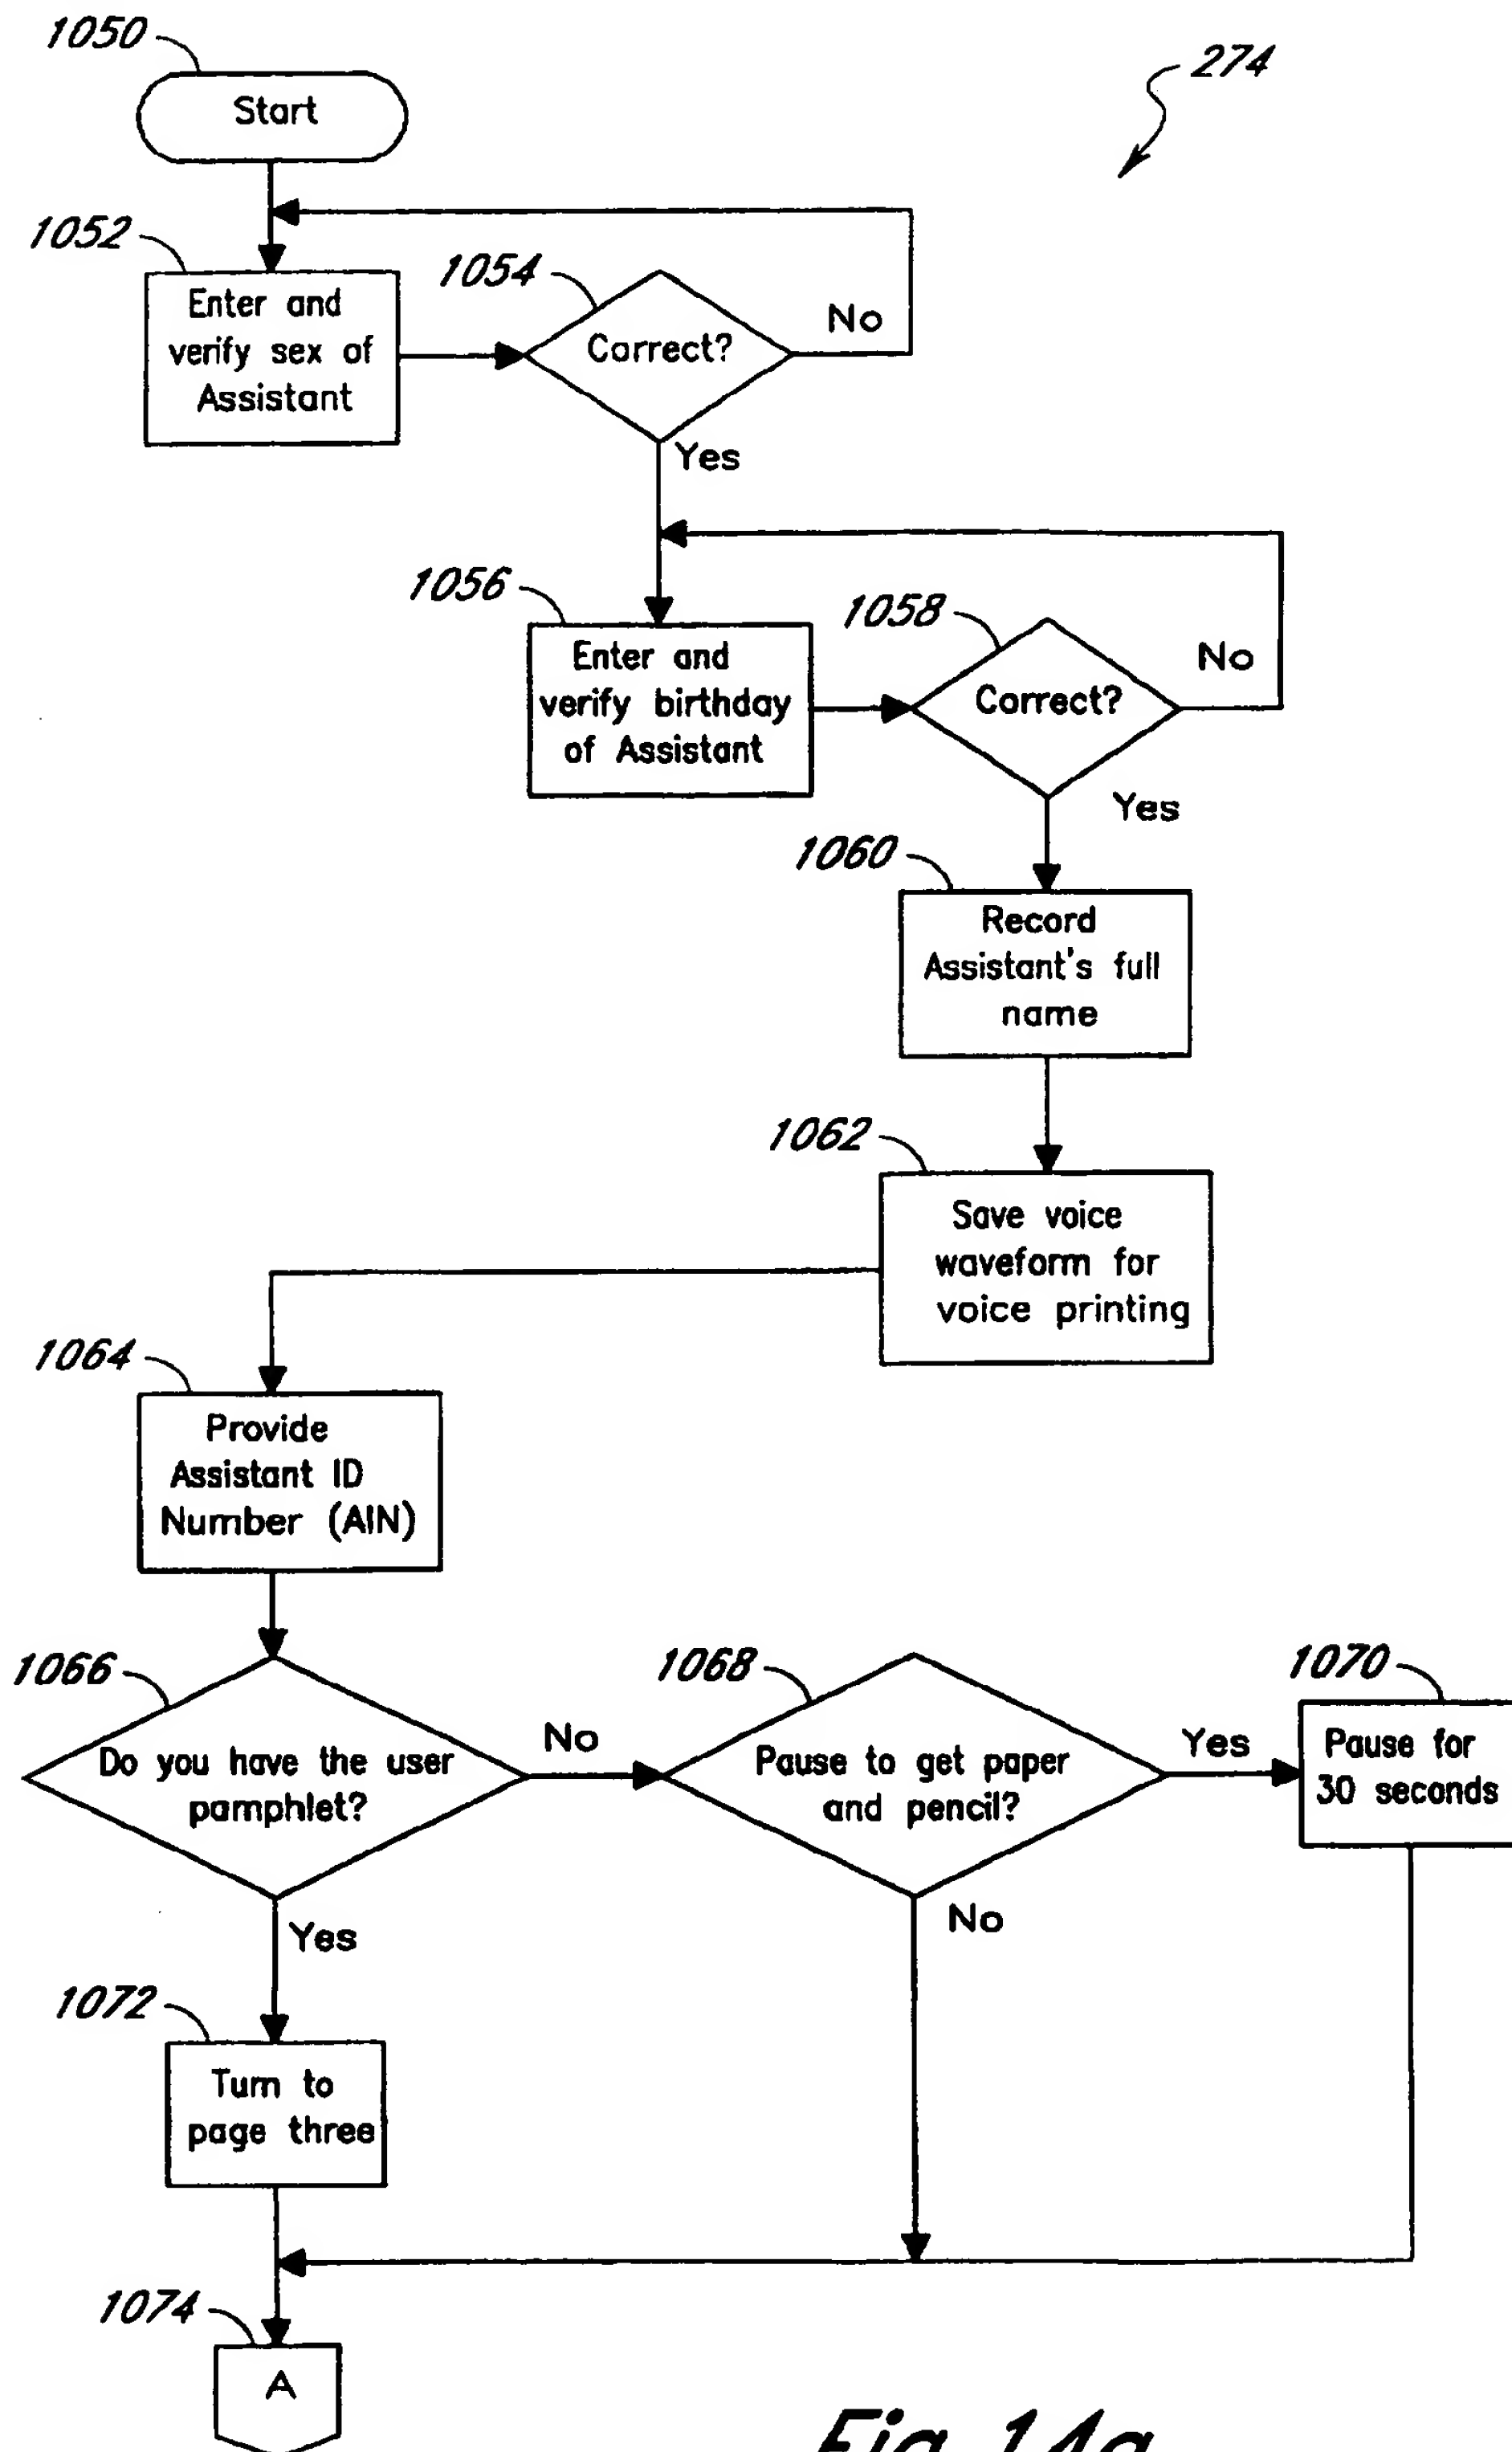 1050
274
Start
1052
Enter and
verify sex of
Assistant
1054
Correct?
No
Yes
1056
Enter and
verify birthday
of Assistant
1058
Correct?
No
Yes
1060
Record
Assistant's full
name
1062
Save voice
waveform for
voice printing
1064
Provide
Assistant ID
Number (AIN)
1066
Do you have the user
pamphlet?
No
Yes
1068
Pause to get paper
and pencil?
Yes
No
1070
Pause for
30 seconds
1072
Turn to
page three
1074
A
Fig. 14a